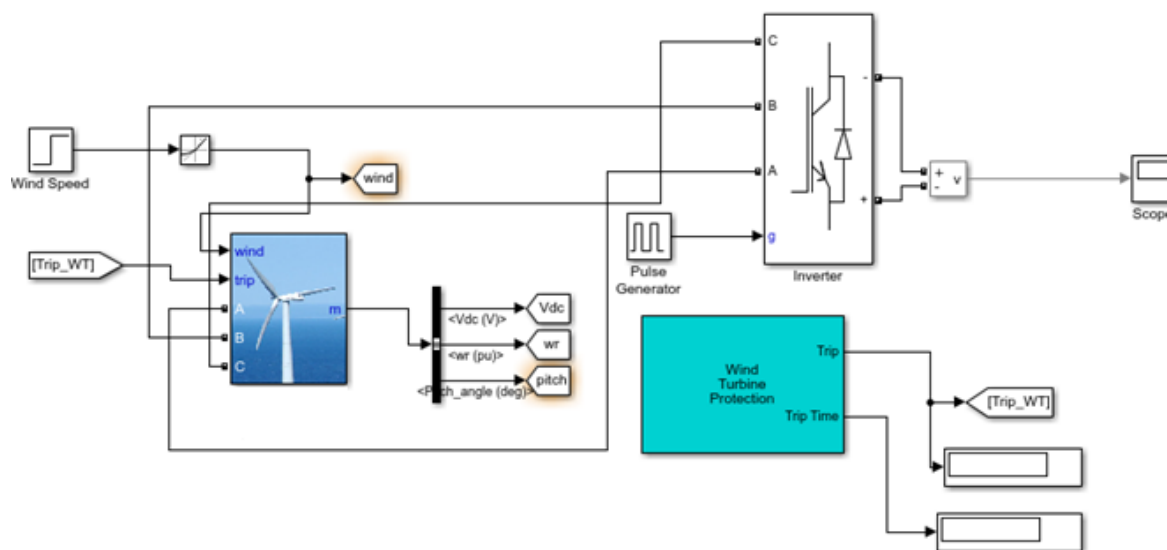 C
B
A
g
-
+
Inverter
Wind Speed
wind
+
-
v
Scope
[Trip_WT]
wind
trip
A
B
C
m
Pulse
Generator
<Vdc (V)>
Vdc
<wr (pu)>
wr
<Pitch_angle (deg)>
pitch
Wind
Turbine
Protection
Trip
Trip Time
[Trip_WT]